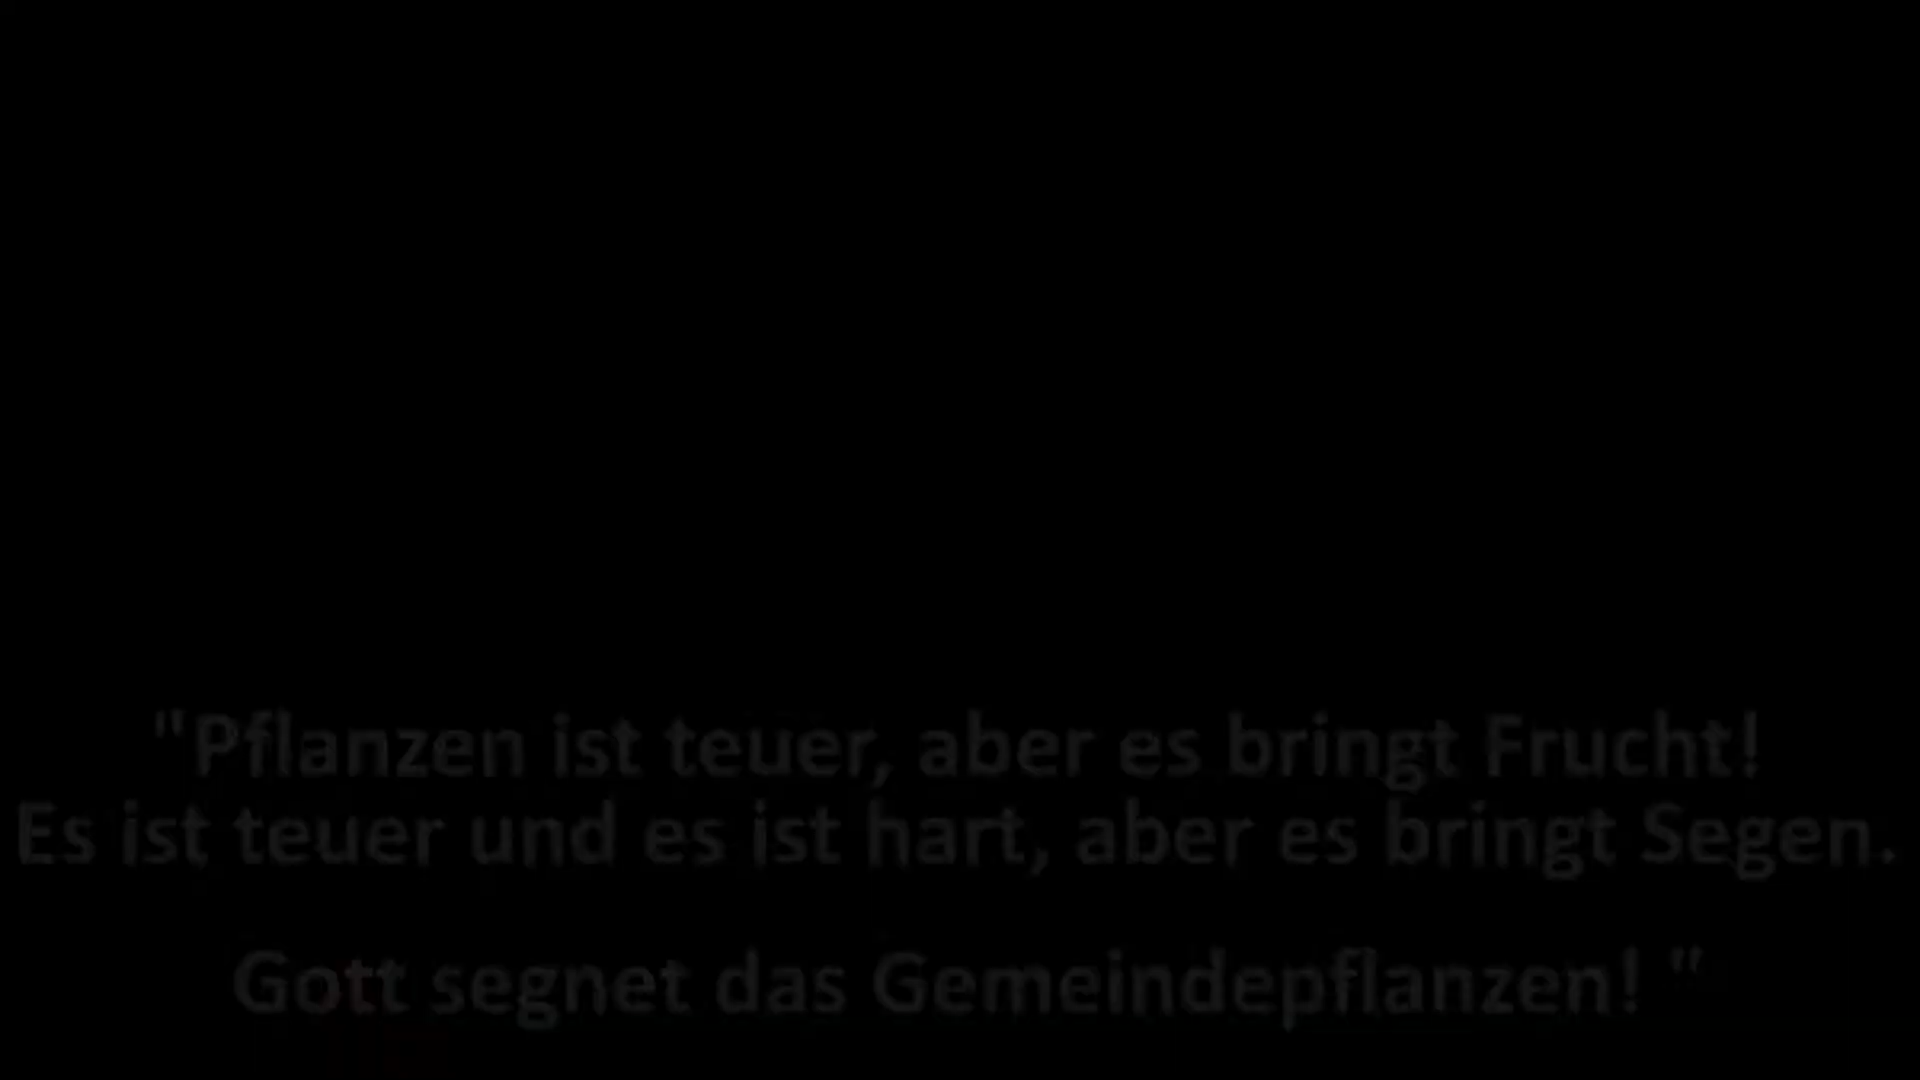 "Pflanzen ist teuer, aber es bringt Frucht!
Es ist teuer und es ist hart, aber es bringt Segen.
Gott segnet das Gemeindepflanzen! "